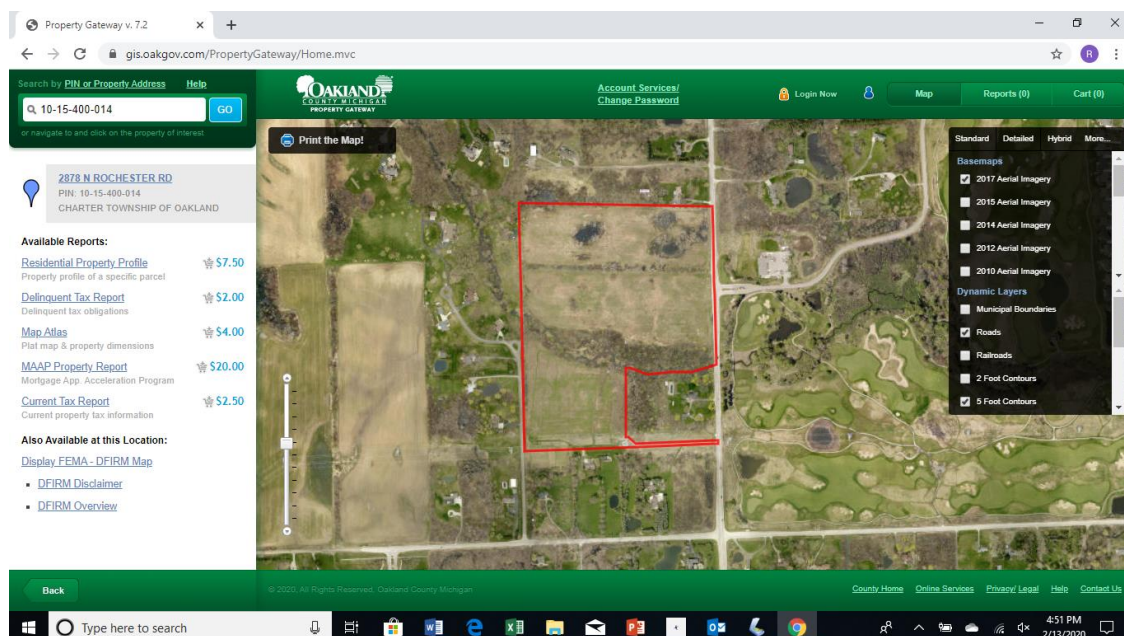 Property Gateway v. 7.2
gis.oakgov.com/PropertyGateway/Home.mvc
R
Search by PIN or Property Address Help
10-15-400-014
GO
or navigate to and click on the property of interest
OAKLAND
COUNTY MICHIGAN
PROPERTY GATEWAY
Account Services/
Change Password
Login Now
Map
Reports (0)
Cart (0)
Print the Map!
Standard Detailed Hybrid More...
Basemaps
2017 Aerial Imagery
2015 Aerial Imagery
2014 Aerial Imagery
2012 Aerial Imagery
2010 Aerial Imagery
Dynamic Layers
Municipal Boundaries
Roads
Railroads
2 Foot Contours
5 Foot Contours
2878 N ROCHESTER RD
PIN: 10-15-400-014
CHARTER TOWNSHIP OF OAKLAND
Available Reports:
Residential Property Profile $7.50
Property profile of a specific parcel
Delinquent Tax Report $2.00
Delinquent tax obligations
Map Atlas $4.00
Plat map & property dimensions
MAAP Property Report $20.00
Mortgage App. Acceleration Program
Current Tax Report $2.50
Current property tax information
Also Available at this Location:
Display FEMA - DFIRM Map
DFIRM Disclaimer
DFIRM Overview
Back
© 2020, All Rights Reserved, Oakland County Michigan
County Home Online Services Privacy/ Legal Help Contact Us
Type here to search
4:51 PM
2/13/2020